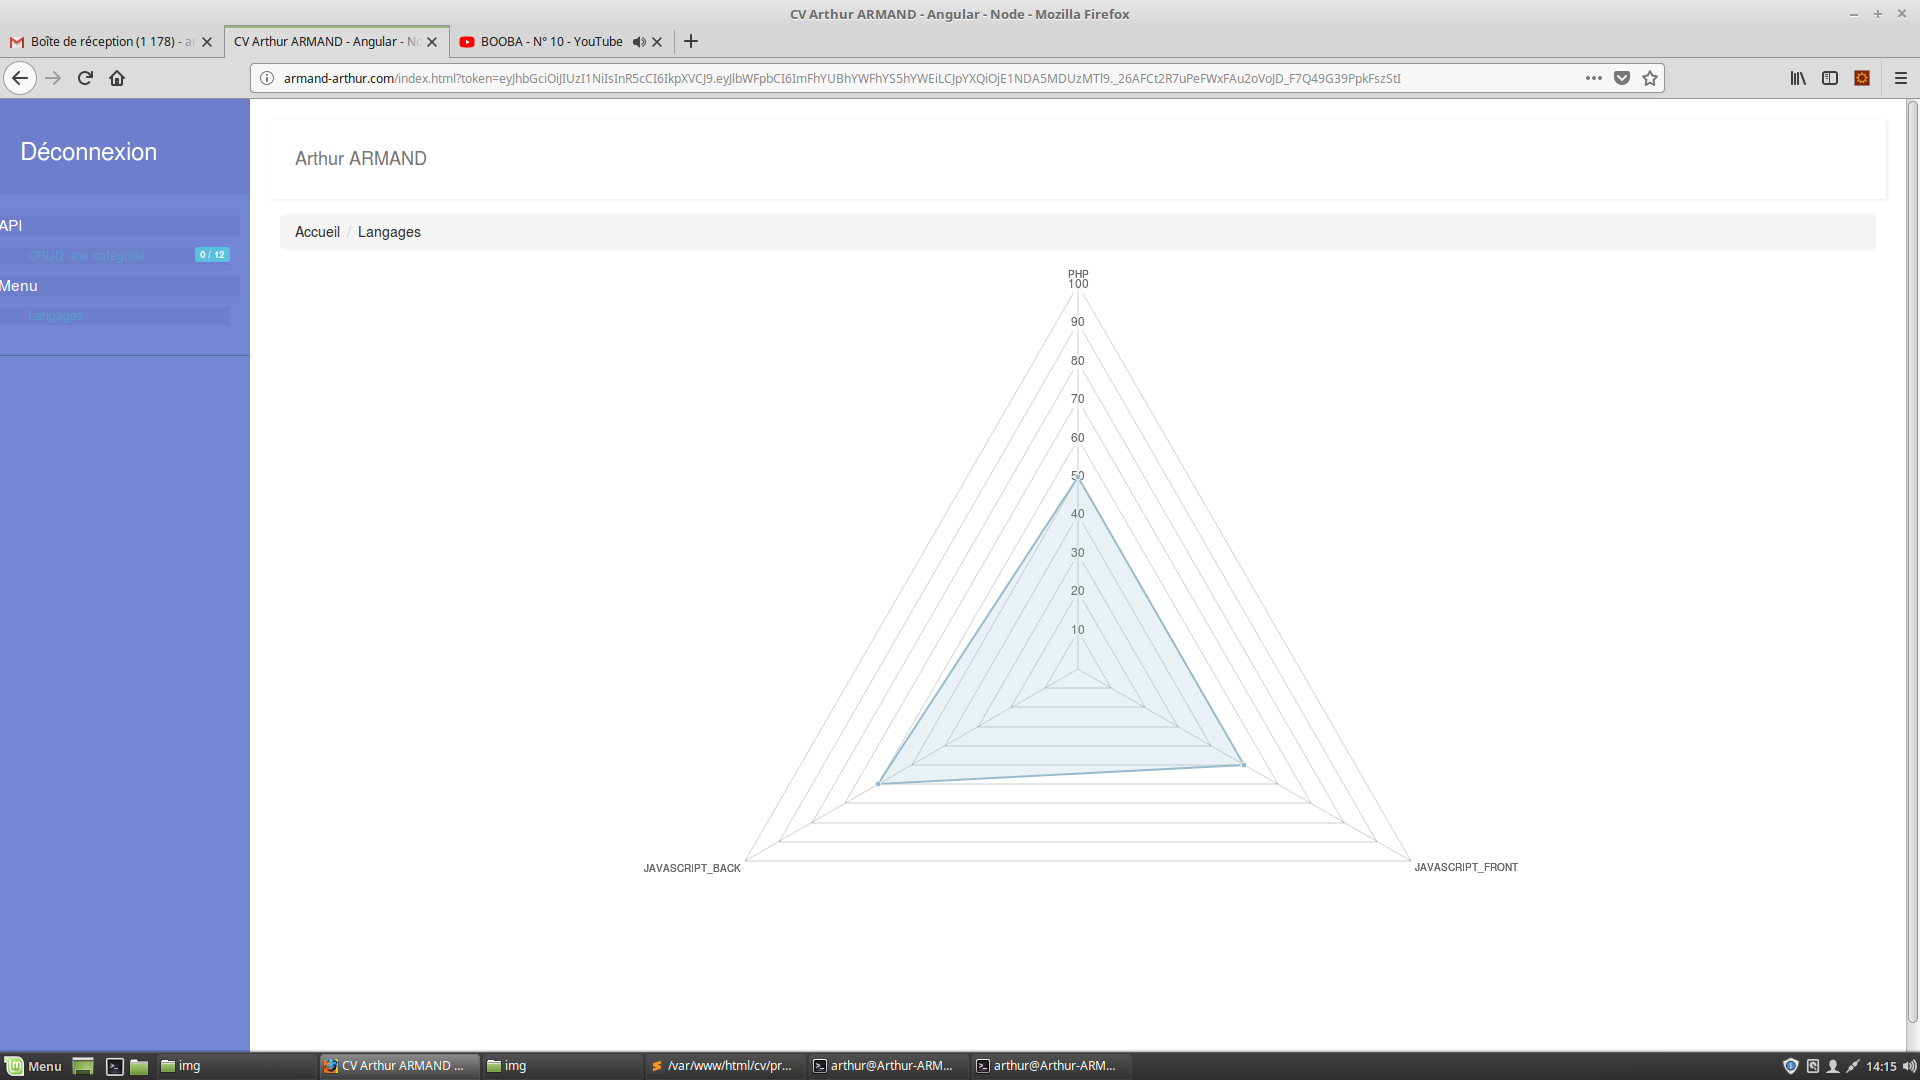 CV Arthur ARMAND - Angular - Node - Mozilla Firefox
Boîte de réception (1 178) - a
CV Arthur ARMAND - Angular - No
BOOBA - N° 10 - YouTube
armand-arthur.com/index.html?token=eyJhbGciOiJIUzI1NiIsInR5cCI6IkpXVCJ9.eyJlbWFpbCI6ImFhYUBhYWFhYS5hYWEiLCJpYXQiOjE1NDA5MDUzMTl9._26AFCt2R7uPeFWxFAu2oVoJD_F7Q49G39PpkFszStI
Déconnexion
Arthur ARMAND
API
Accueil / Langages
CRUD une catégorie 0 / 12
Menu
Langages
PHP
100
90
80
70
60
50
40
30
20
10
JAVASCRIPT_BACK
JAVASCRIPT_FRONT
Menu
img
CV Arthur ARMAND ...
img
/var/www/html/cv/pr...
arthur@Arthur-ARM...
arthur@Arthur-ARM...
14:15